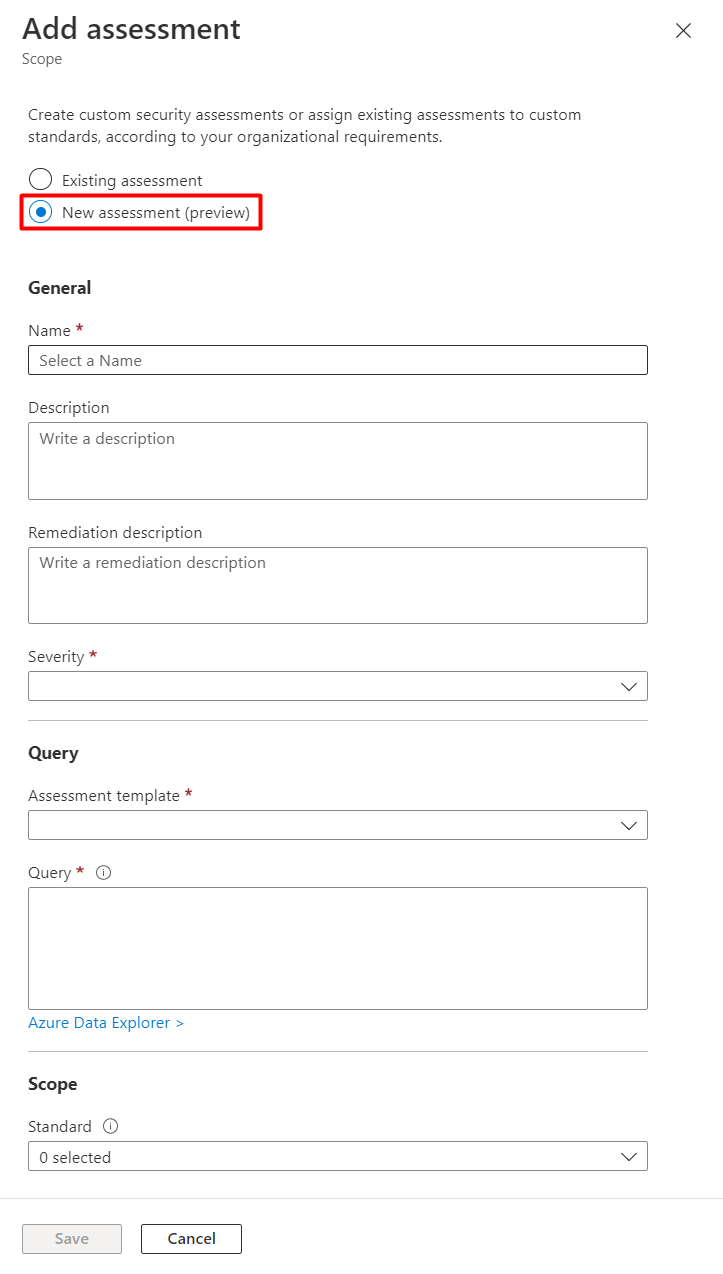 Add assessment
Scope
Create custom security assessments or assign existing assessments to custom
standards, according to your organizational requirements.
Existing assessment
New assessment (preview)
General
Name *
Select a Name
Description
Write a description
Remediation description
Write a remediation description
Severity *
Query
Assessment template *
Query *
Azure Data Explorer >
Scope
Standard
0 selected
Save
Cancel